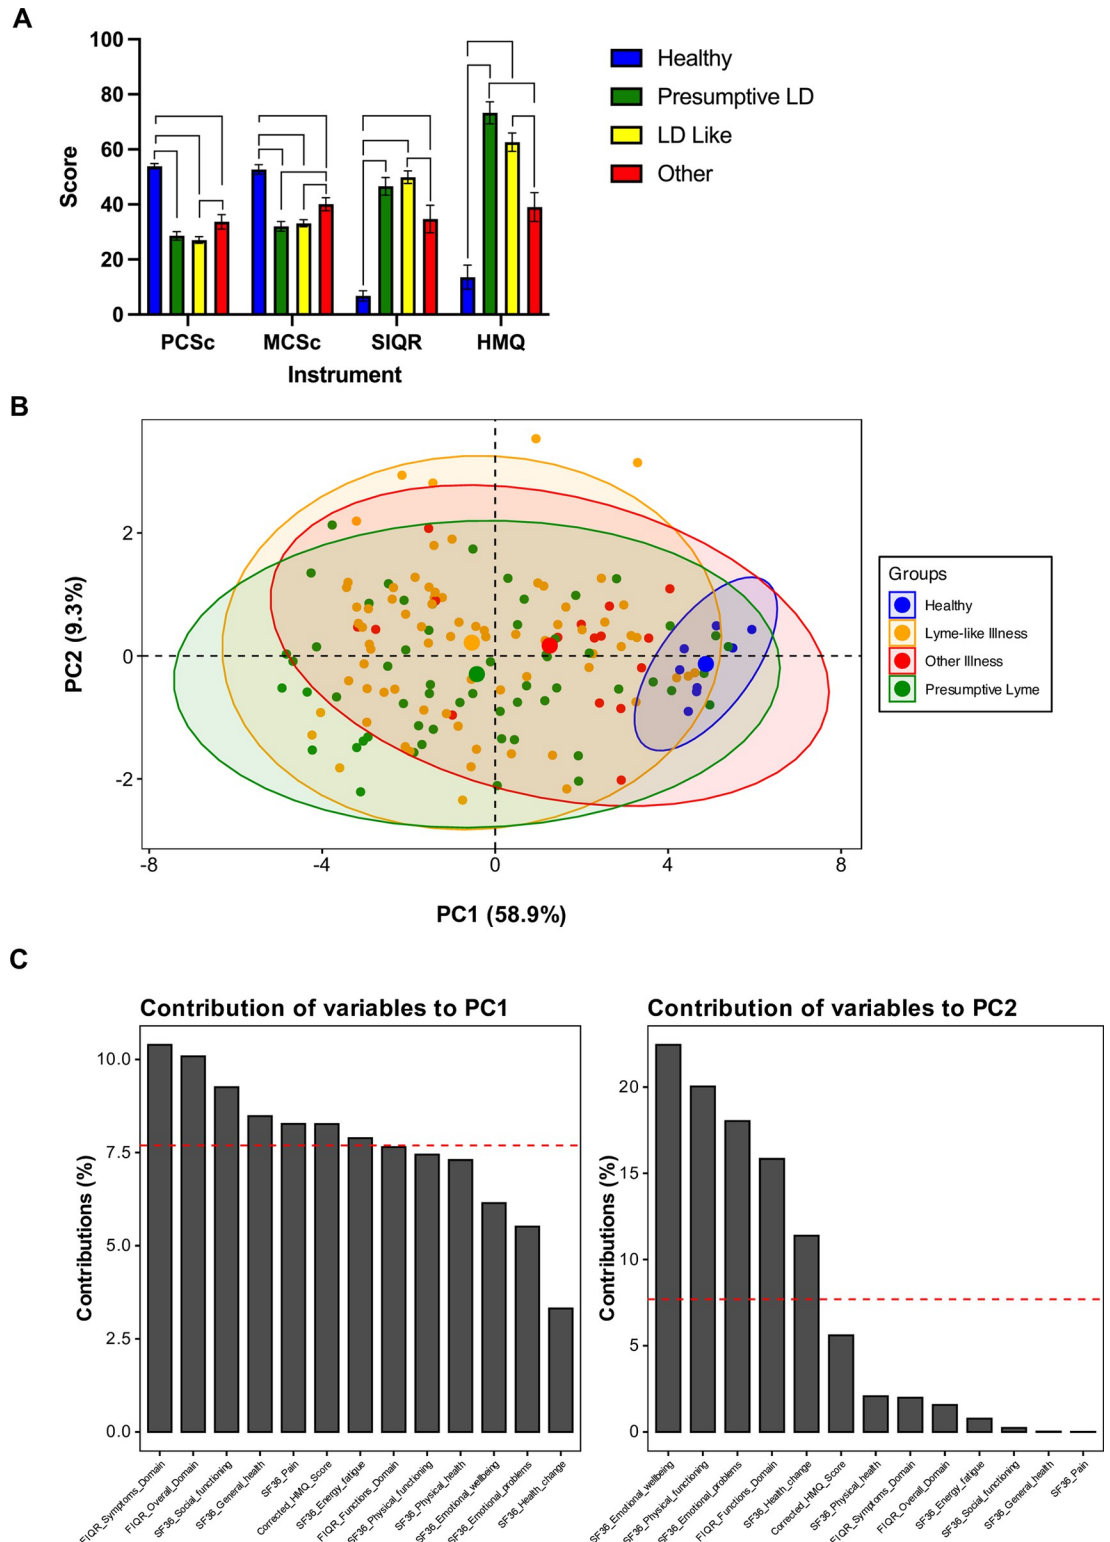 A
100
80
60
40
20
0
Score
PCSc
MCSc
SIQR
HMQ
Instrument
Healthy
Presumptive LD
LD Like
Other
B
2
0
-2
PC2 (9.3%)
-8
-4
0
4
8
PC1 (58.9%)
Groups
Healthy
Lyme-like Illness
Other Illness
Presumptive Lyme
C
Contribution of variables to PC1
10.0
7.5
5.0
2.5
0.0
Contributions (%)
FIQR_Symptoms_Domain
FIQR_Overall_Domain
SF36_Social_functioning
SF36_General_health
SF36_Pain
Corrected_HMQ_Score
SF36_Energy_fatigue
FIQR_Functions_Domain
SF36_Physical_functioning
SF36_Physical_health
SF36_Emotional_wellbeing
SF36_Emotional_problems
SF36_Health_change
Contribution of variables to PC2
20
15
10
5
0
Contributions (%)
SF36_Emotional_wellbeing
SF36_Physical_functioning
SF36_Emotional_problems
FIQR_Functions_Domain
SF36_Health_change
Corrected_HMQ_Score
SF36_Physical_health
FIQR_Symptoms_Domain
FIQR_Overall_Domain
SF36_Energy_fatigue
SF36_Social_functioning
SF36_General_health
SF36_Pain